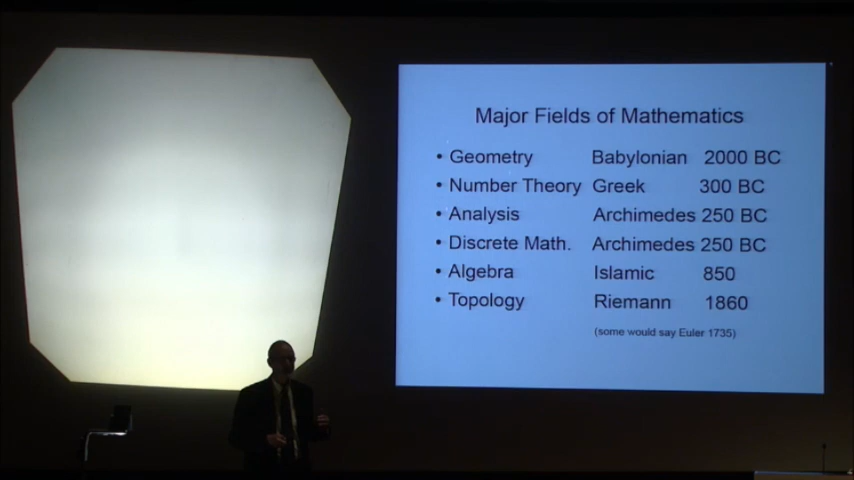 Major Fields of Mathematics
• Geometry Babylonian 2000 BC
• Number Theory Greek 300 BC
• Analysis Archimedes 250 BC
• Discrete Math. Archimedes 250 BC
• Algebra Islamic 850
• Topology Riemann 1860
(some would say Euler 1735)